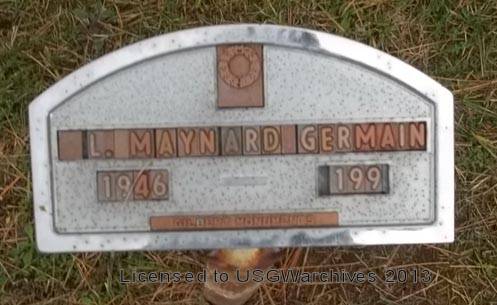 L. MAYNARD GERMAIN
1946 199
Licensed to USGWarchives 2013